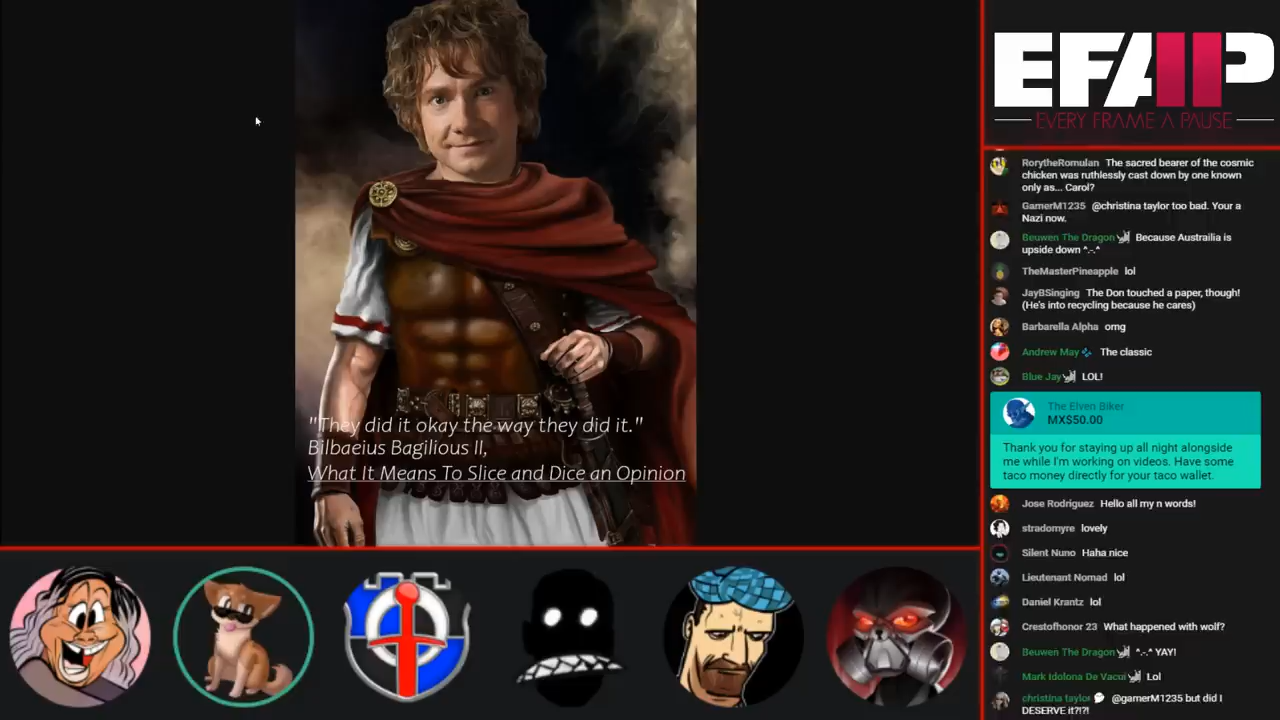 "They did it okay the way they did it."
Bilbaeius Bagilious II,
What It Means To Slice and Dice an Opinion
EFAP
EVERY FRAME A PAUSE
RorytheRomulan The sacred bearer of the cosmic
chicken was ruthlessly cast down by one known
only as... Carol?
GamerM1235 @christina taylor too bad. Your a
Nazi now.
Beuwen The Dragon Because Austrailia is
upside down ^.-.^
TheMasterPineapple lol
JayBSinging The Don touched a paper, though!
(He's into recycling because he cares)
Barbarella Alpha omg
Andrew May The classic
Blue Jay LOL!
The Elven Biker
MX$50.00
Thank you for staying up all night alongside
me while I'm working on videos. Have some
taco money directly for your taco wallet.
Jose Rodriguez Hello all my n words!
stradomyre lovely
Silent Nuno Haha nice
Lieutenant Nomad lol
Daniel Krantz lol
Crestofhonor 23 What happened with wolf?
Beuwen The Dragon ^.-.^ YAY!
Mark Idolona De Vacui Lol
christina taylor @gamerM1235 but did I
DESERVE it?!?!